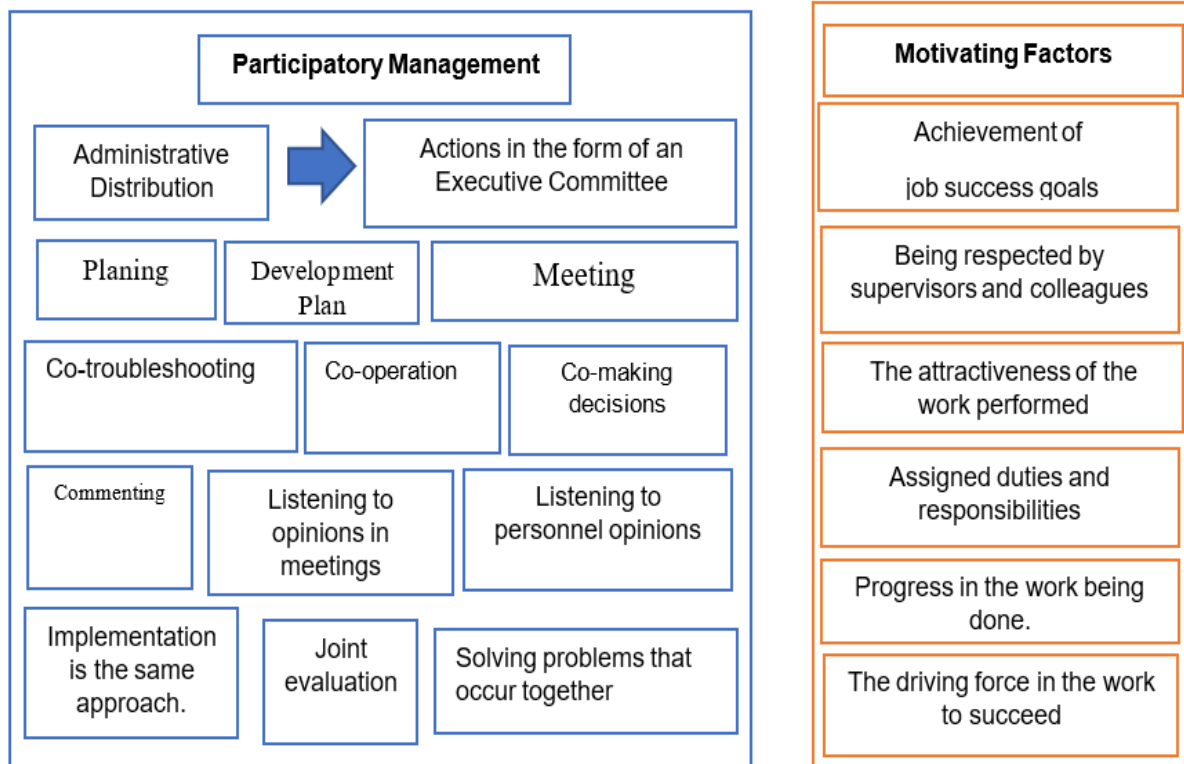 Participatory Management
Administrative
Distribution
Actions in the form of an
Executive Committee
Planing
Development
Plan
Meeting
Co-troubleshooting
Co-operation
Co-making
decisions
Commenting
Listening to
opinions in
meetings
Listening to
personnel opinions
Implementation
is the same
approach.
Joint
evaluation
Solving problems that
occur together
Motivating Factors
Achievement of
job success goals
Being respected by
supervisors and colleagues
The attractiveness of the
work performed
Assigned duties and
responsibilities
Progress in the work being
done.
The driving force in the work
to succeed